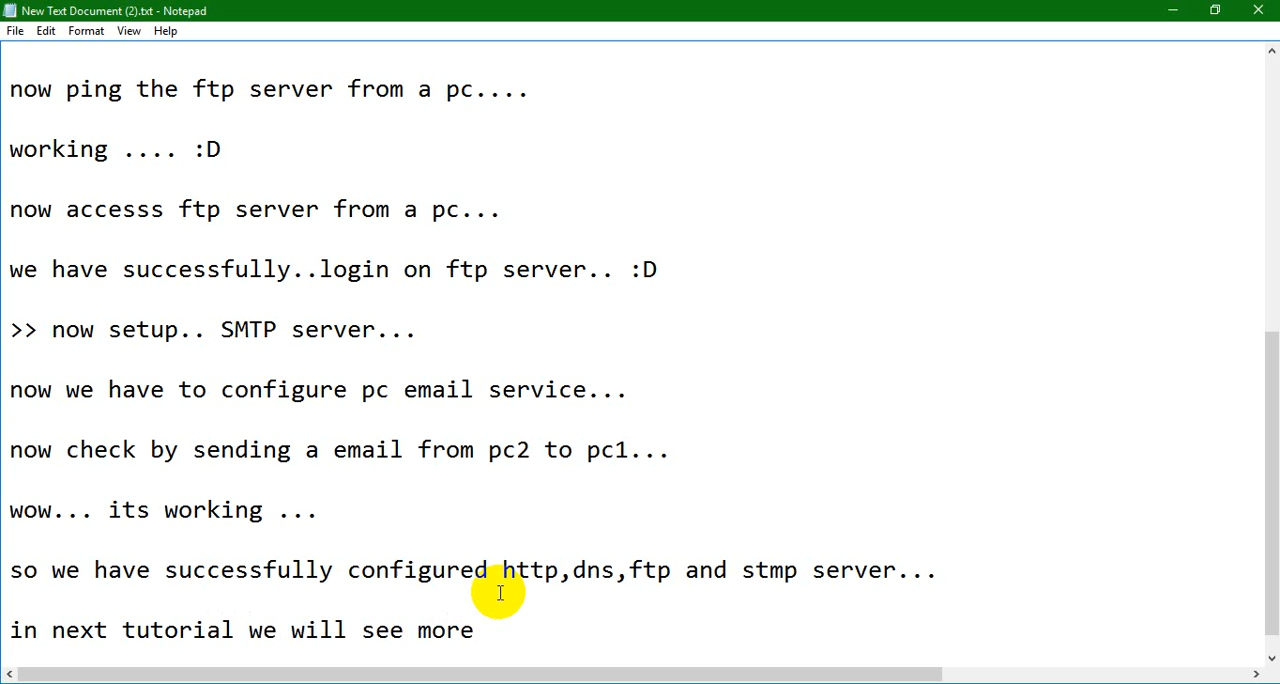 New Text Document (2).txt - Notepad
File Edit Format View Help
now ping the ftp server from a pc....
working .... :D
now accesss ftp server from a pc...
we have successfully..login on ftp server.. :D
>> now setup.. SMTP server...
now we have to configure pc email service...
now check by sending a email from pc2 to pc1...
wow... its working ...
so we have successfully configured http,dns,ftp and stmp server...
in next tutorial we will see more